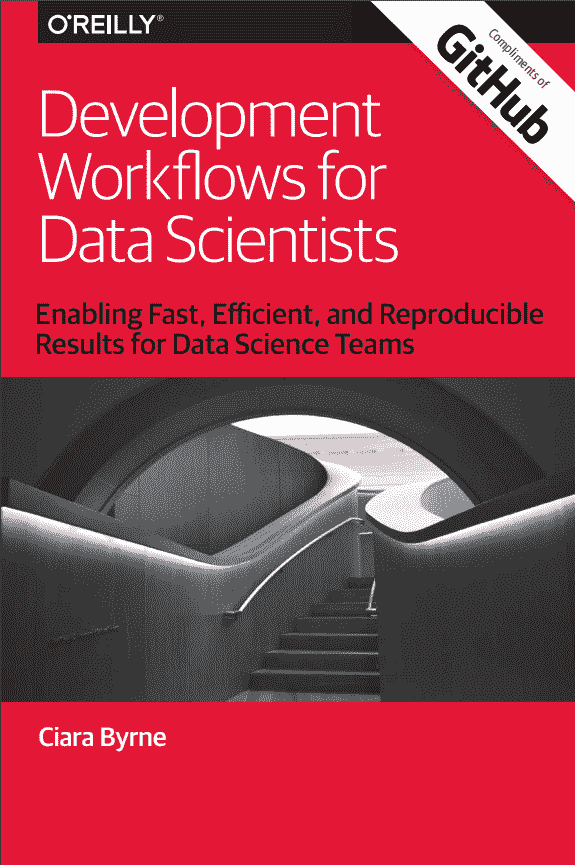 O'REILLY®
Compliments of
GitHub
Development
Workflows for
Data Scientists
Enabling Fast, Efficient, and Reproducible
Results for Data Science Teams
Ciara Byrne